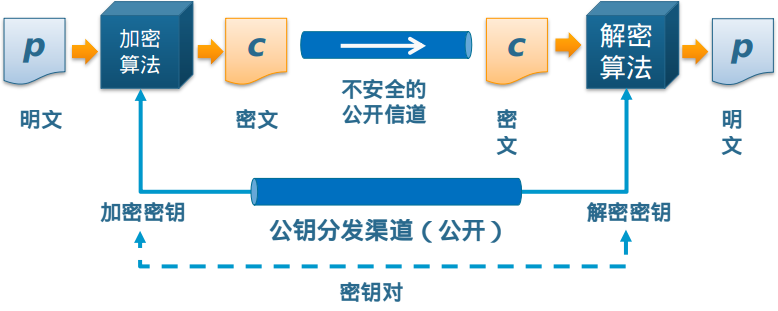 p
加密
算法
c
c
解密
算法
p
明文
密文
不安全的
公开信道
密
文
明
文
加密密钥
公钥分发渠道（公开）
解密密钥
密钥对